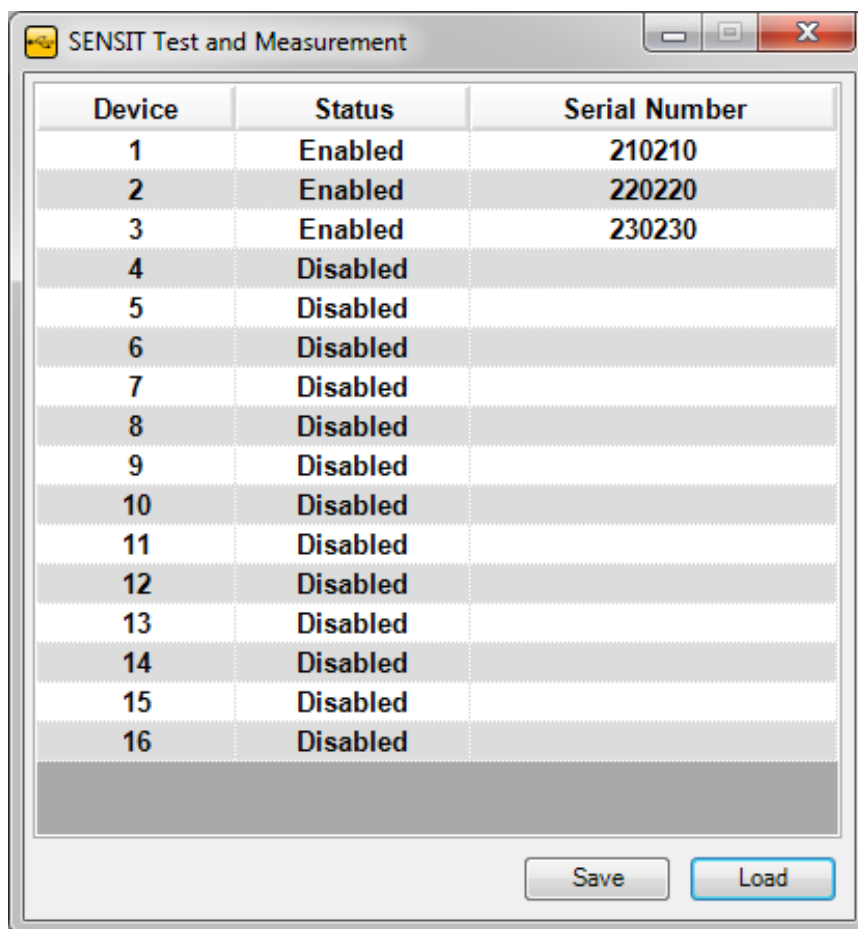 SENSIT Test and Measurement
Device Status Serial Number
1 Enabled 210210
2 Enabled 220220
3 Enabled 230230
4 Disabled
5 Disabled
6 Disabled
7 Disabled
8 Disabled
9 Disabled
10 Disabled
11 Disabled
12 Disabled
13 Disabled
14 Disabled
15 Disabled
16 Disabled
Save Load